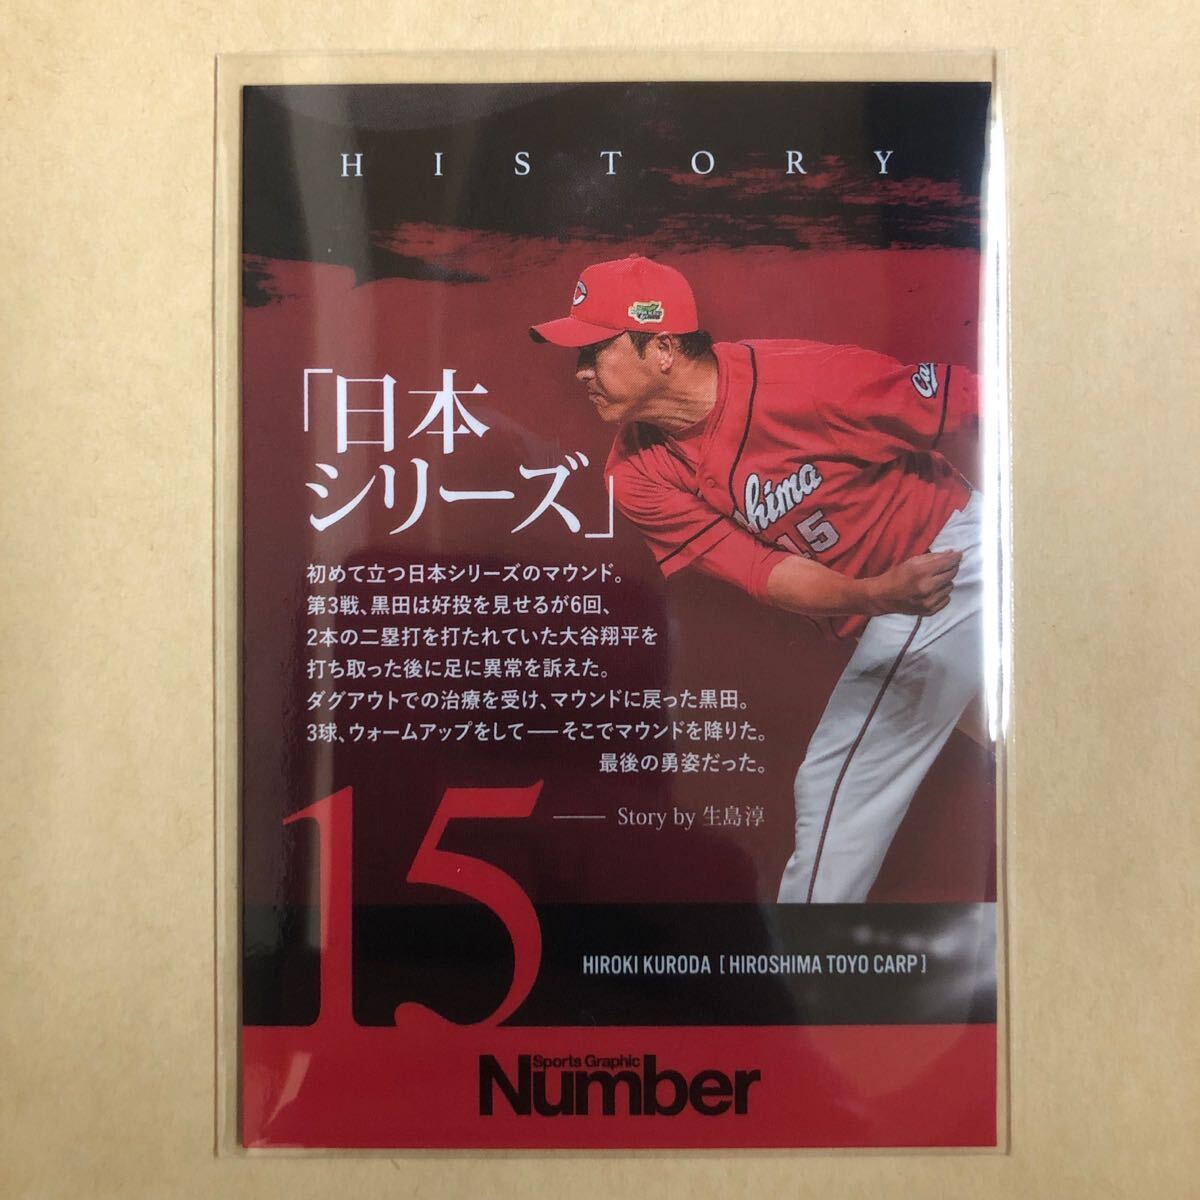 HISTORY
「日本
シリーズ」
初めて立つ日本シリーズのマウンド。
第3戦、黒田は好投を見せるが6回、
2本の二塁打を打たれていた大谷翔平を
打ち取った後に足に異常を訴えた。
ダグアウトでの治療を受け、マウンドに戻った黒田。
3球、ウォームアップをして──そこでマウンドを降りた。
最後の勇姿だった。
── Story by 生島淳
15
HIROKI KURODA [HIROSHIMA TOYO CARP]
Sports Graphic
Number
C
shima
15